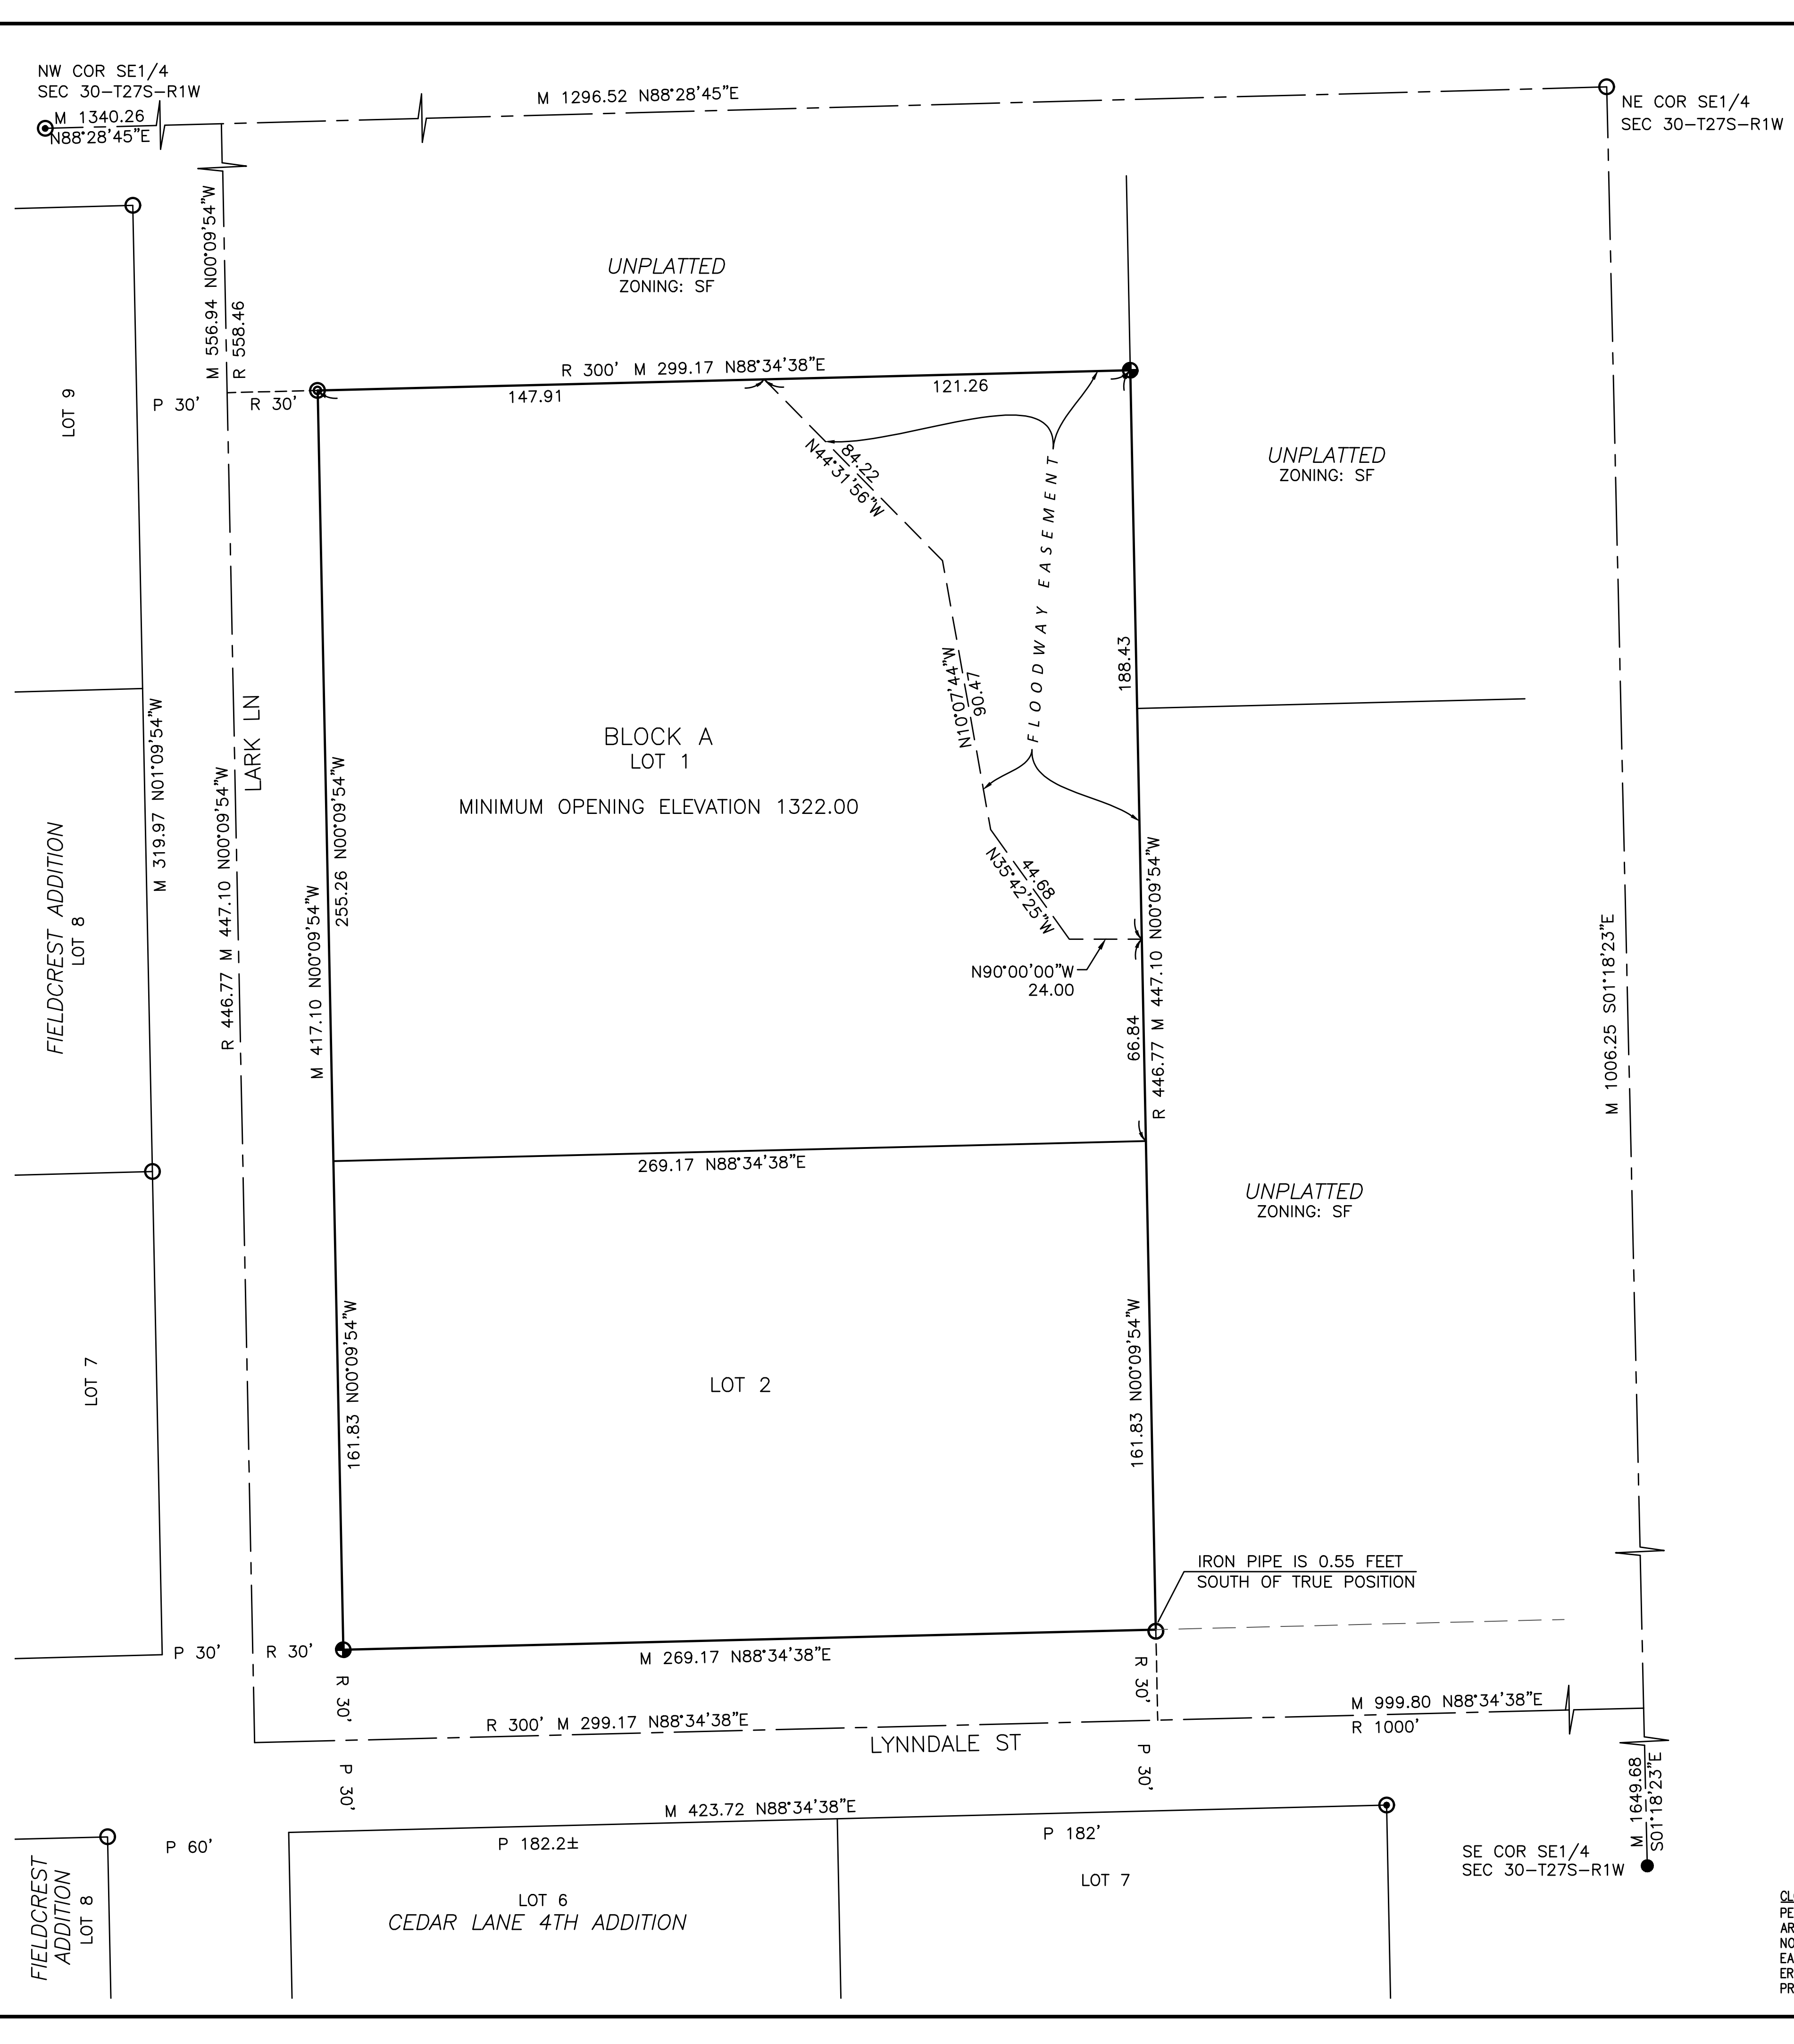 NW COR SE1/4
SEC 30-T27S-R1W
M 1340.26
N88°28'45"E
M 1296.52 N88°28'45"E
NE COR SE1/4
SEC 30-T27S-R1W
M 556.94 N00°09'54"W
R 558.46
UNPLATTED
ZONING: SF
R 300' M 299.17 N88°34'38"E
P 30'
R 30'
147.91
121.26
LOT 9
84.22
N44°31'56"W
FLOODWAY EASEMENT
UNPLATTED
ZONING: SF
188.43
N10°07'44"W
90.47
LARK LN
M 319.97 N01°09'54"W
BLOCK A
LOT 1
MINIMUM OPENING ELEVATION 1322.00
FIELDCREST ADDITION
LOT 8
R 446.77 M 447.10 N00°09'54"W
M 417.10 N00°09'54"W
255.26 N00°09'54"W
44.68
N35°42'25"W
N90°00'00"W
24.00
66.84
R 446.77 M 447.10 N00°09'54"W
M 1006.25 S01°18'23"E
269.17 N88°34'38"E
UNPLATTED
ZONING: SF
161.83 N00°09'54"W
161.83 N00°09'54"W
LOT 7
LOT 2
IRON PIPE IS 0.55 FEET
SOUTH OF TRUE POSITION
P 30'
R 30'
M 269.17 N88°34'38"E
R 30'
R 30'
R 300' M 299.17 N88°34'38"E
LYNNDALE ST
M 999.80 N88°34'38"E
R 1000'
P 30'
P 30'
M 1649.68
S01°18'23"E
M 423.72 N88°34'38"E
P 60'
P 182.2±
P 182'
SE COR SE1/4
SEC 30-T27S-R1W
LOT 7
LOT 6
CEDAR LANE 4TH ADDITION
FIELDCREST
ADDITION
LOT 8